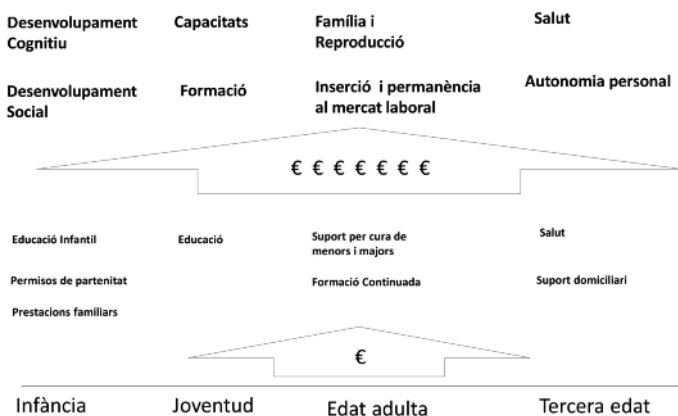 Desenvolupament
Cognitiu
Capacitats
Família i
Reproducció
Salut
Desenvolupament
Social
Formació
Inserció i permanència
al mercat laboral
Autonomia personal
€ € € € € € €
Educació Infantil
Educació
Suport per cura de
menors i majors
Salut
Permisos de partenitat
Formació Continuada
Suport domiciliari
Prestacions familiars
€
Infància
Joventud
Edat adulta
Tercera edat